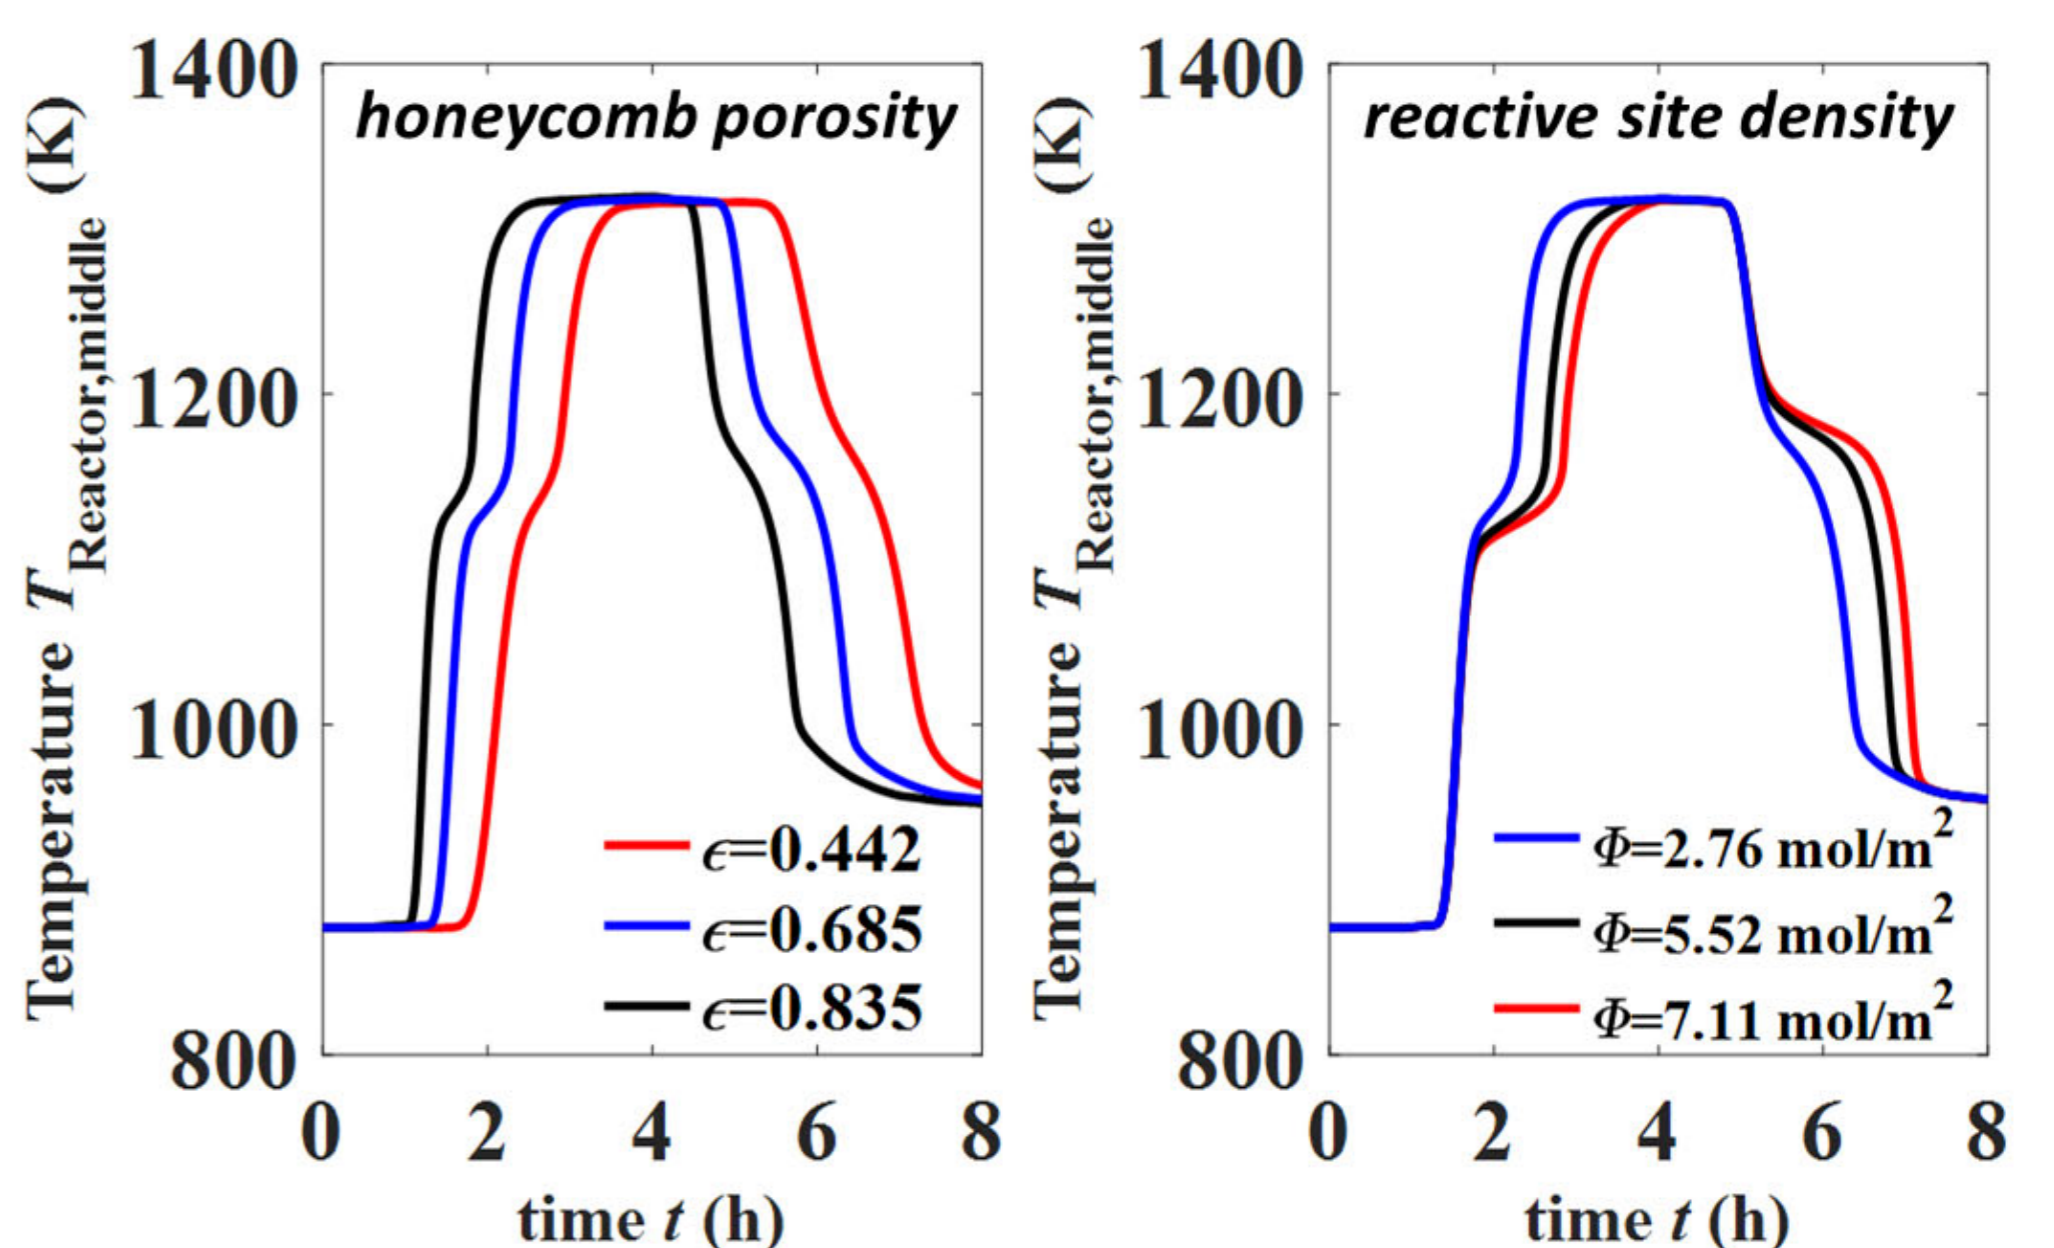 honeycomb porosity
Temperature T Reactor,middle (K)
1400
1200
1000
800
ϵ=0.442
ϵ=0.685
ϵ=0.835
0 2 4 6 8
time t (h)
reactive site density
Temperature T Reactor,middle (K)
1400
1200
1000
800
Φ=2.76 mol/m²
Φ=5.52 mol/m²
Φ=7.11 mol/m²
0 2 4 6 8
time t (h)